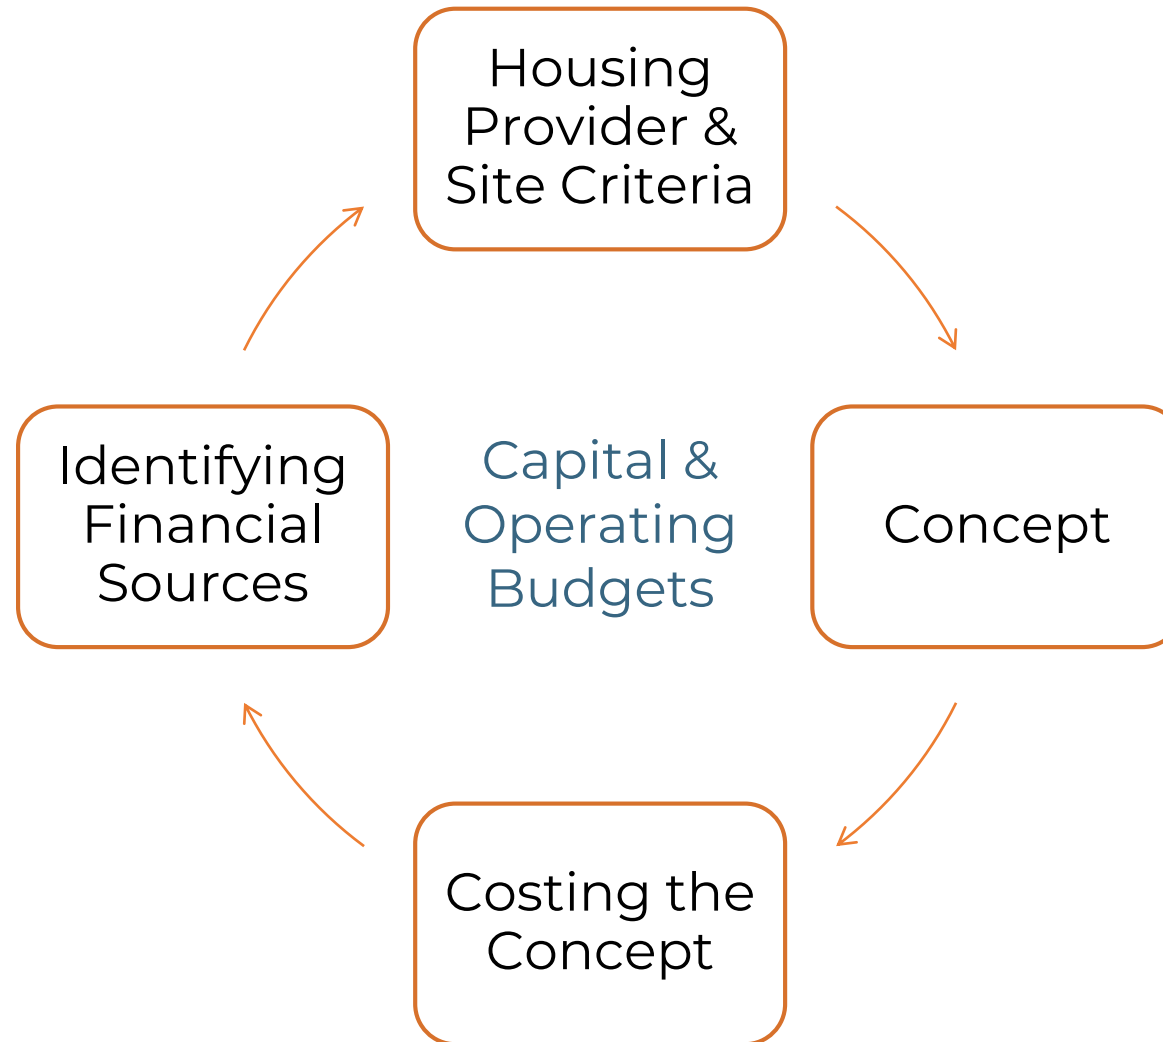 Housing
Provider &
Site Criteria
Identifying
Financial
Sources
Capital &
Operating
Budgets
Concept
Costing the
Concept